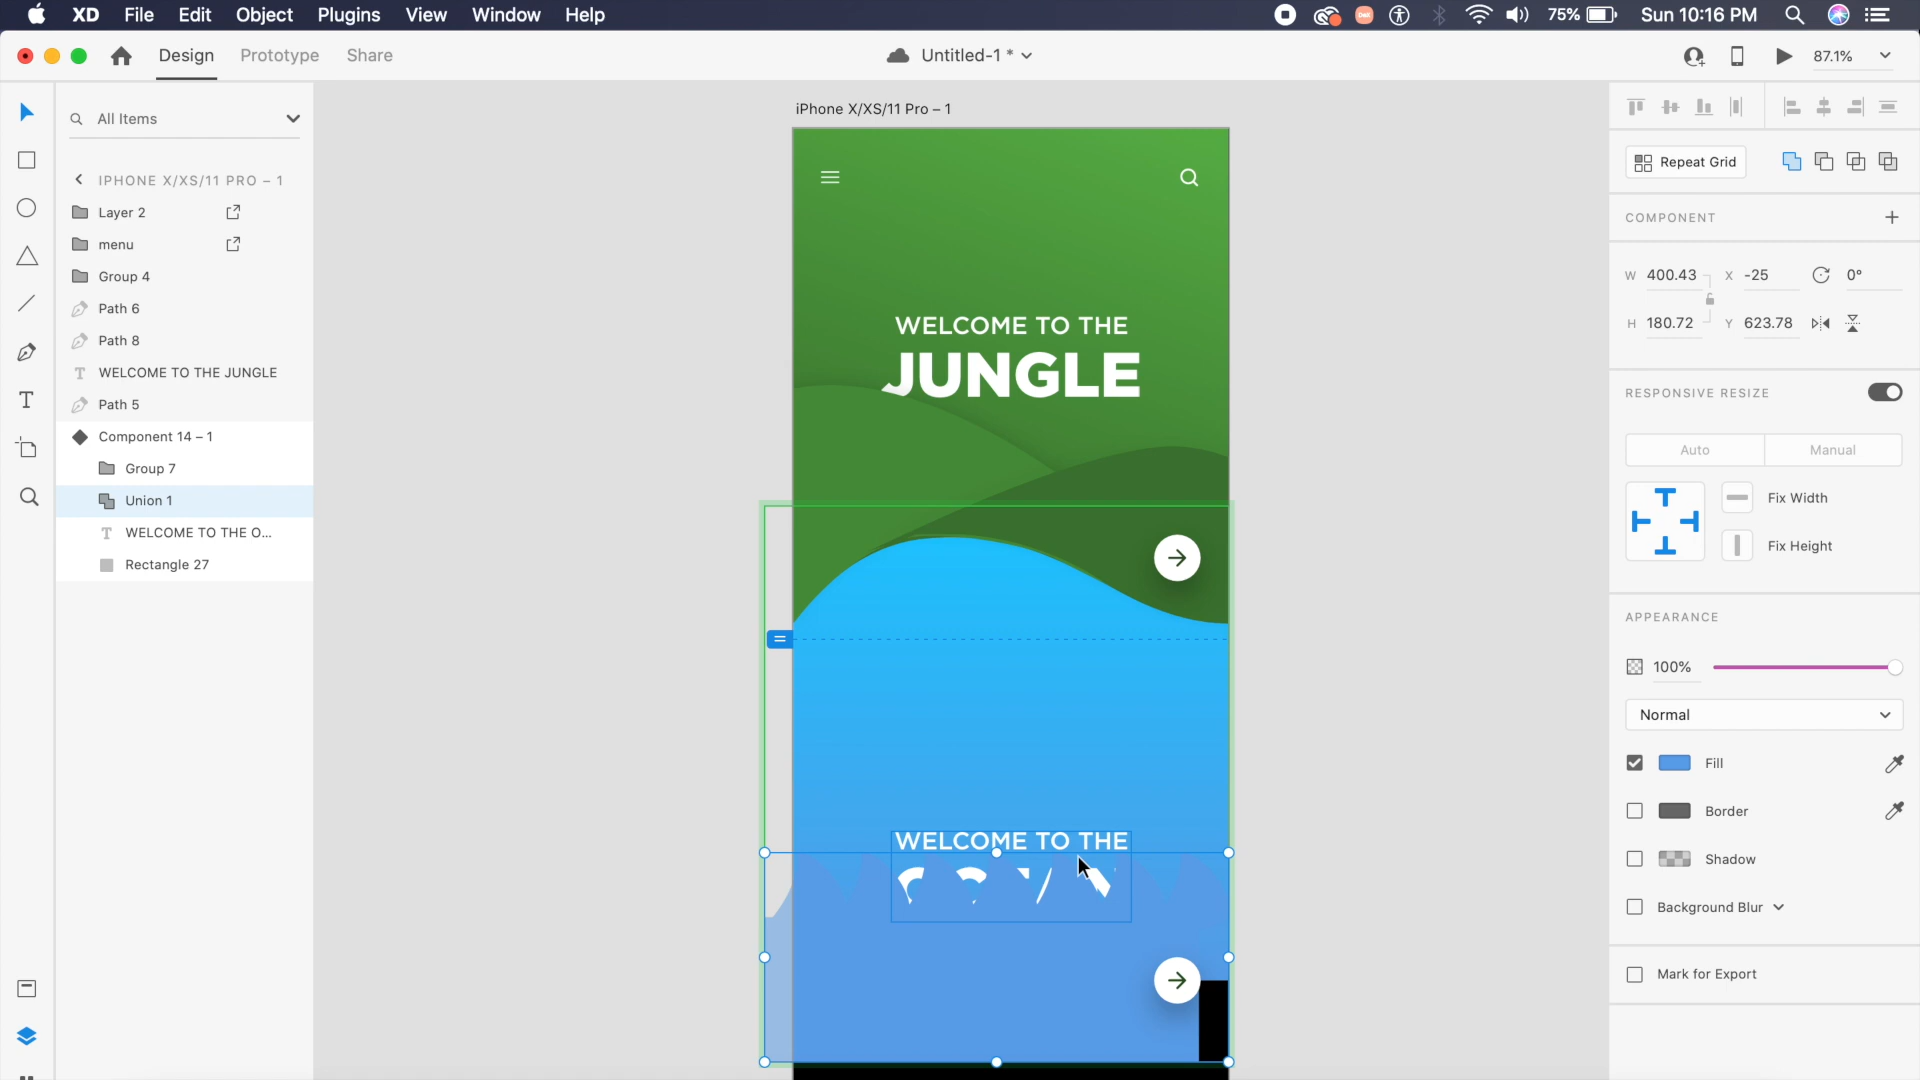 XD File Edit Object Plugins View Window Help 75% Sun 10:16 PM
Design Prototype Share Untitled-1 * 87.1%
All Items
iPhone X/XS/11 Pro – 1
Repeat Grid
IPHONE X/XS/11 PRO – 1
Layer 2
menu
Group 4
Path 6
Path 8
WELCOME TO THE JUNGLE
Path 5
Component 14 – 1
Group 7
Union 1
WELCOME TO THE O...
Rectangle 27
WELCOME TO THE
JUNGLE
WELCOME TO THE
COMPONENT
W 400.43 X -25 0°
H 180.72 Y 623.78
RESPONSIVE RESIZE
Auto Manual
Fix Width
Fix Height
APPEARANCE
100%
Normal
Fill
Border
Shadow
Background Blur
Mark for Export